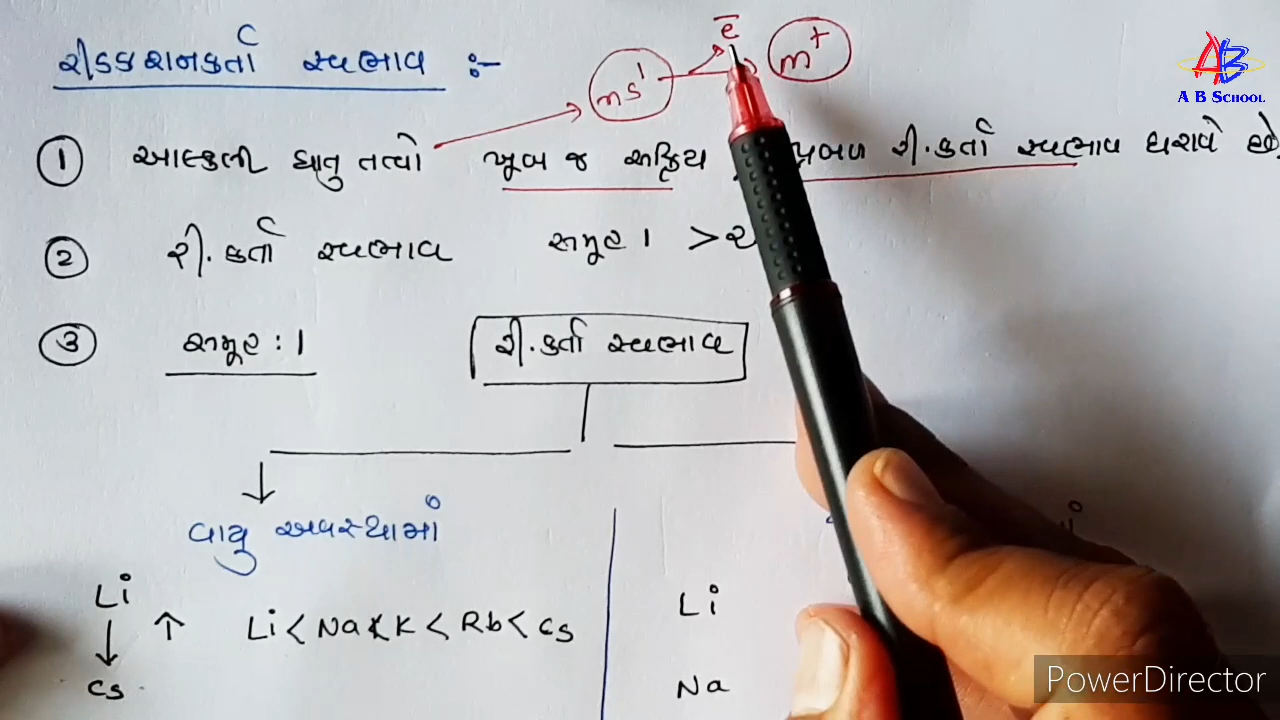 રીડક્શનકર્તા સ્વભાવ :-
ns¹ → ē m⁺
A B SCHOOL
① આલ્કલી ધાતુ તત્વો ખૂબ જ સક્રિય પ્રબળ રી.કર્તા સ્વભાવ ધરાવે છે.
② રી.કર્તા સ્વભાવ સમૂહ 1 > ૨
③ સમૂહ : 1 રી.કર્તા સ્વભાવ
વાયુ અવસ્થામાં
Li ↑ Li < Na < K < Rb < Cs Li
↓
Cs Na
PowerDirector